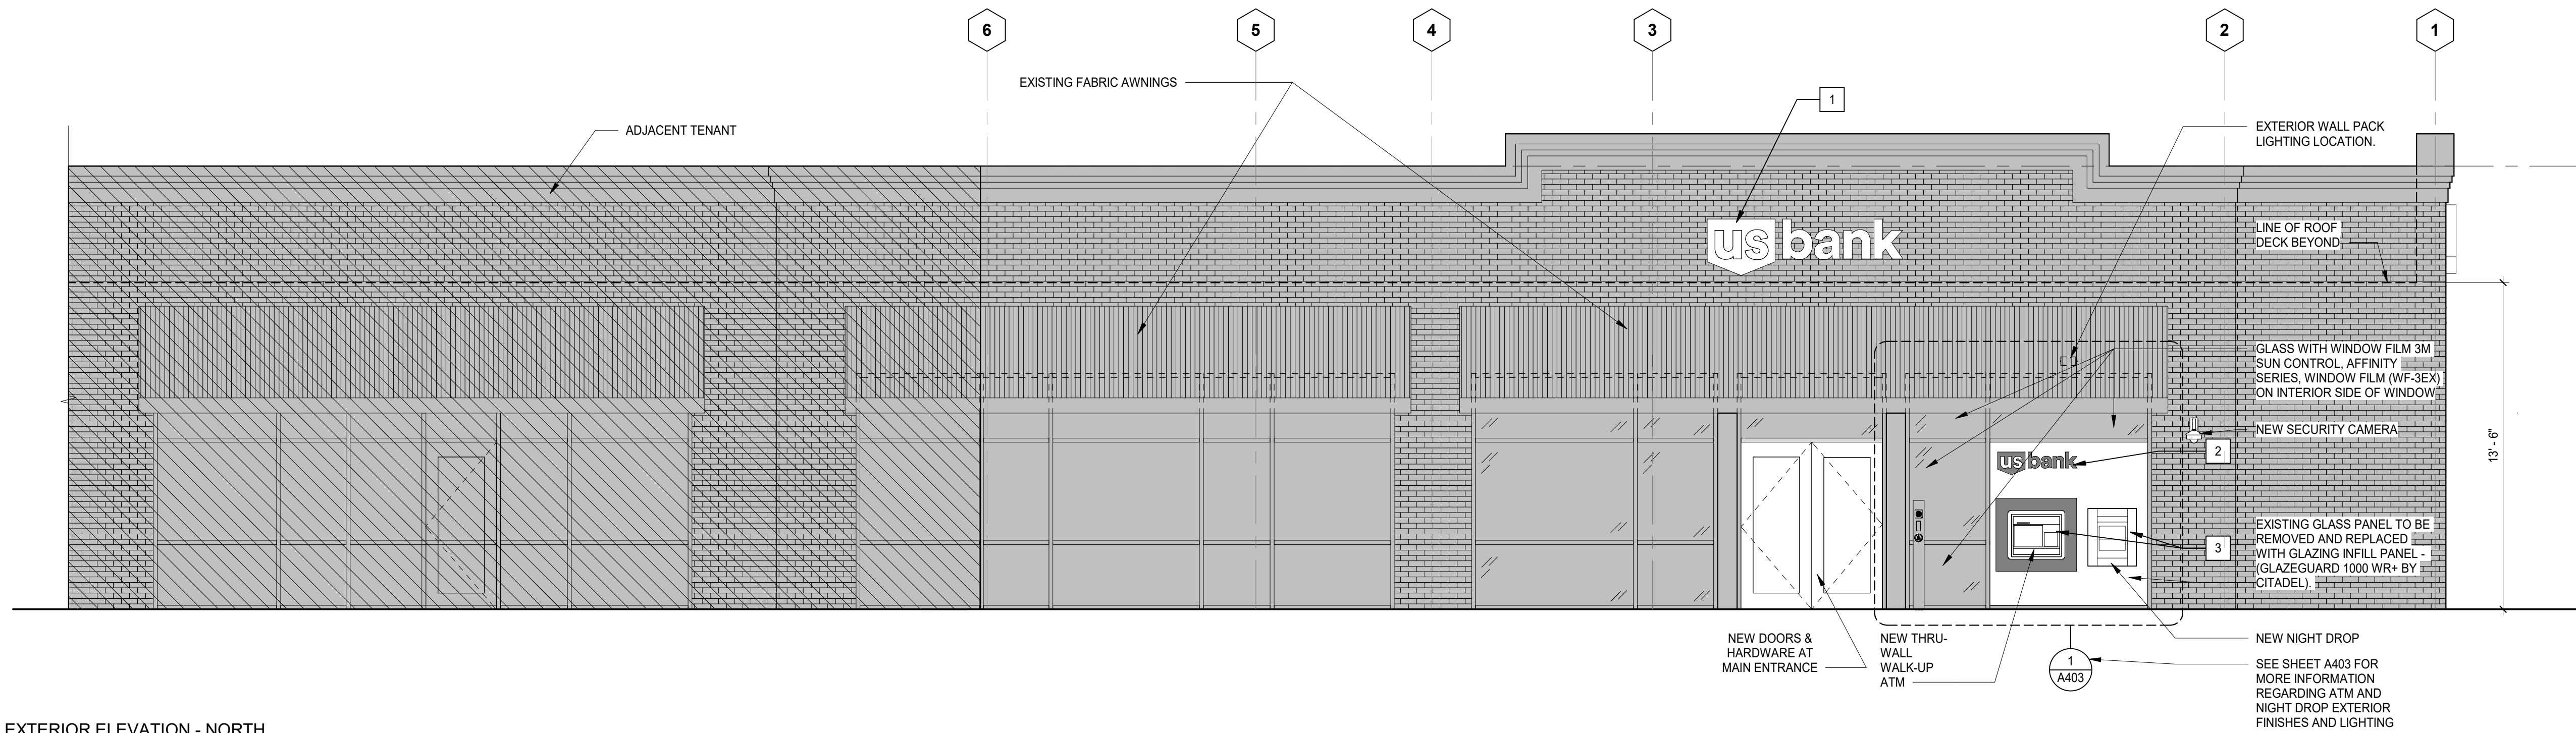 6
5
4
3
2
1
EXISTING FABRIC AWNINGS
1
ADJACENT TENANT
EXTERIOR WALL PACK
LIGHTING LOCATION.
us bank
LINE OF ROOF
DECK BEYOND
GLASS WITH WINDOW FILM 3M
SUN CONTROL, AFFINITY
SERIES, WINDOW FILM (WF-3EX)
ON INTERIOR SIDE OF WINDOW
NEW SECURITY CAMERA
2
us bank
13' - 6"
EXISTING GLASS PANEL TO BE
REMOVED AND REPLACED
WITH GLAZING INFILL PANEL -
(GLAZEGUARD 1000 WR+ BY
CITADEL).
3
NEW DOORS &
HARDWARE AT
MAIN ENTRANCE
NEW THRU-
WALL
WALK-UP
ATM
1
A403
NEW NIGHT DROP
SEE SHEET A403 FOR
MORE INFORMATION
REGARDING ATM AND
NIGHT DROP EXTERIOR
FINISHES AND LIGHTING
EXTERIOR ELEVATION - NORTH